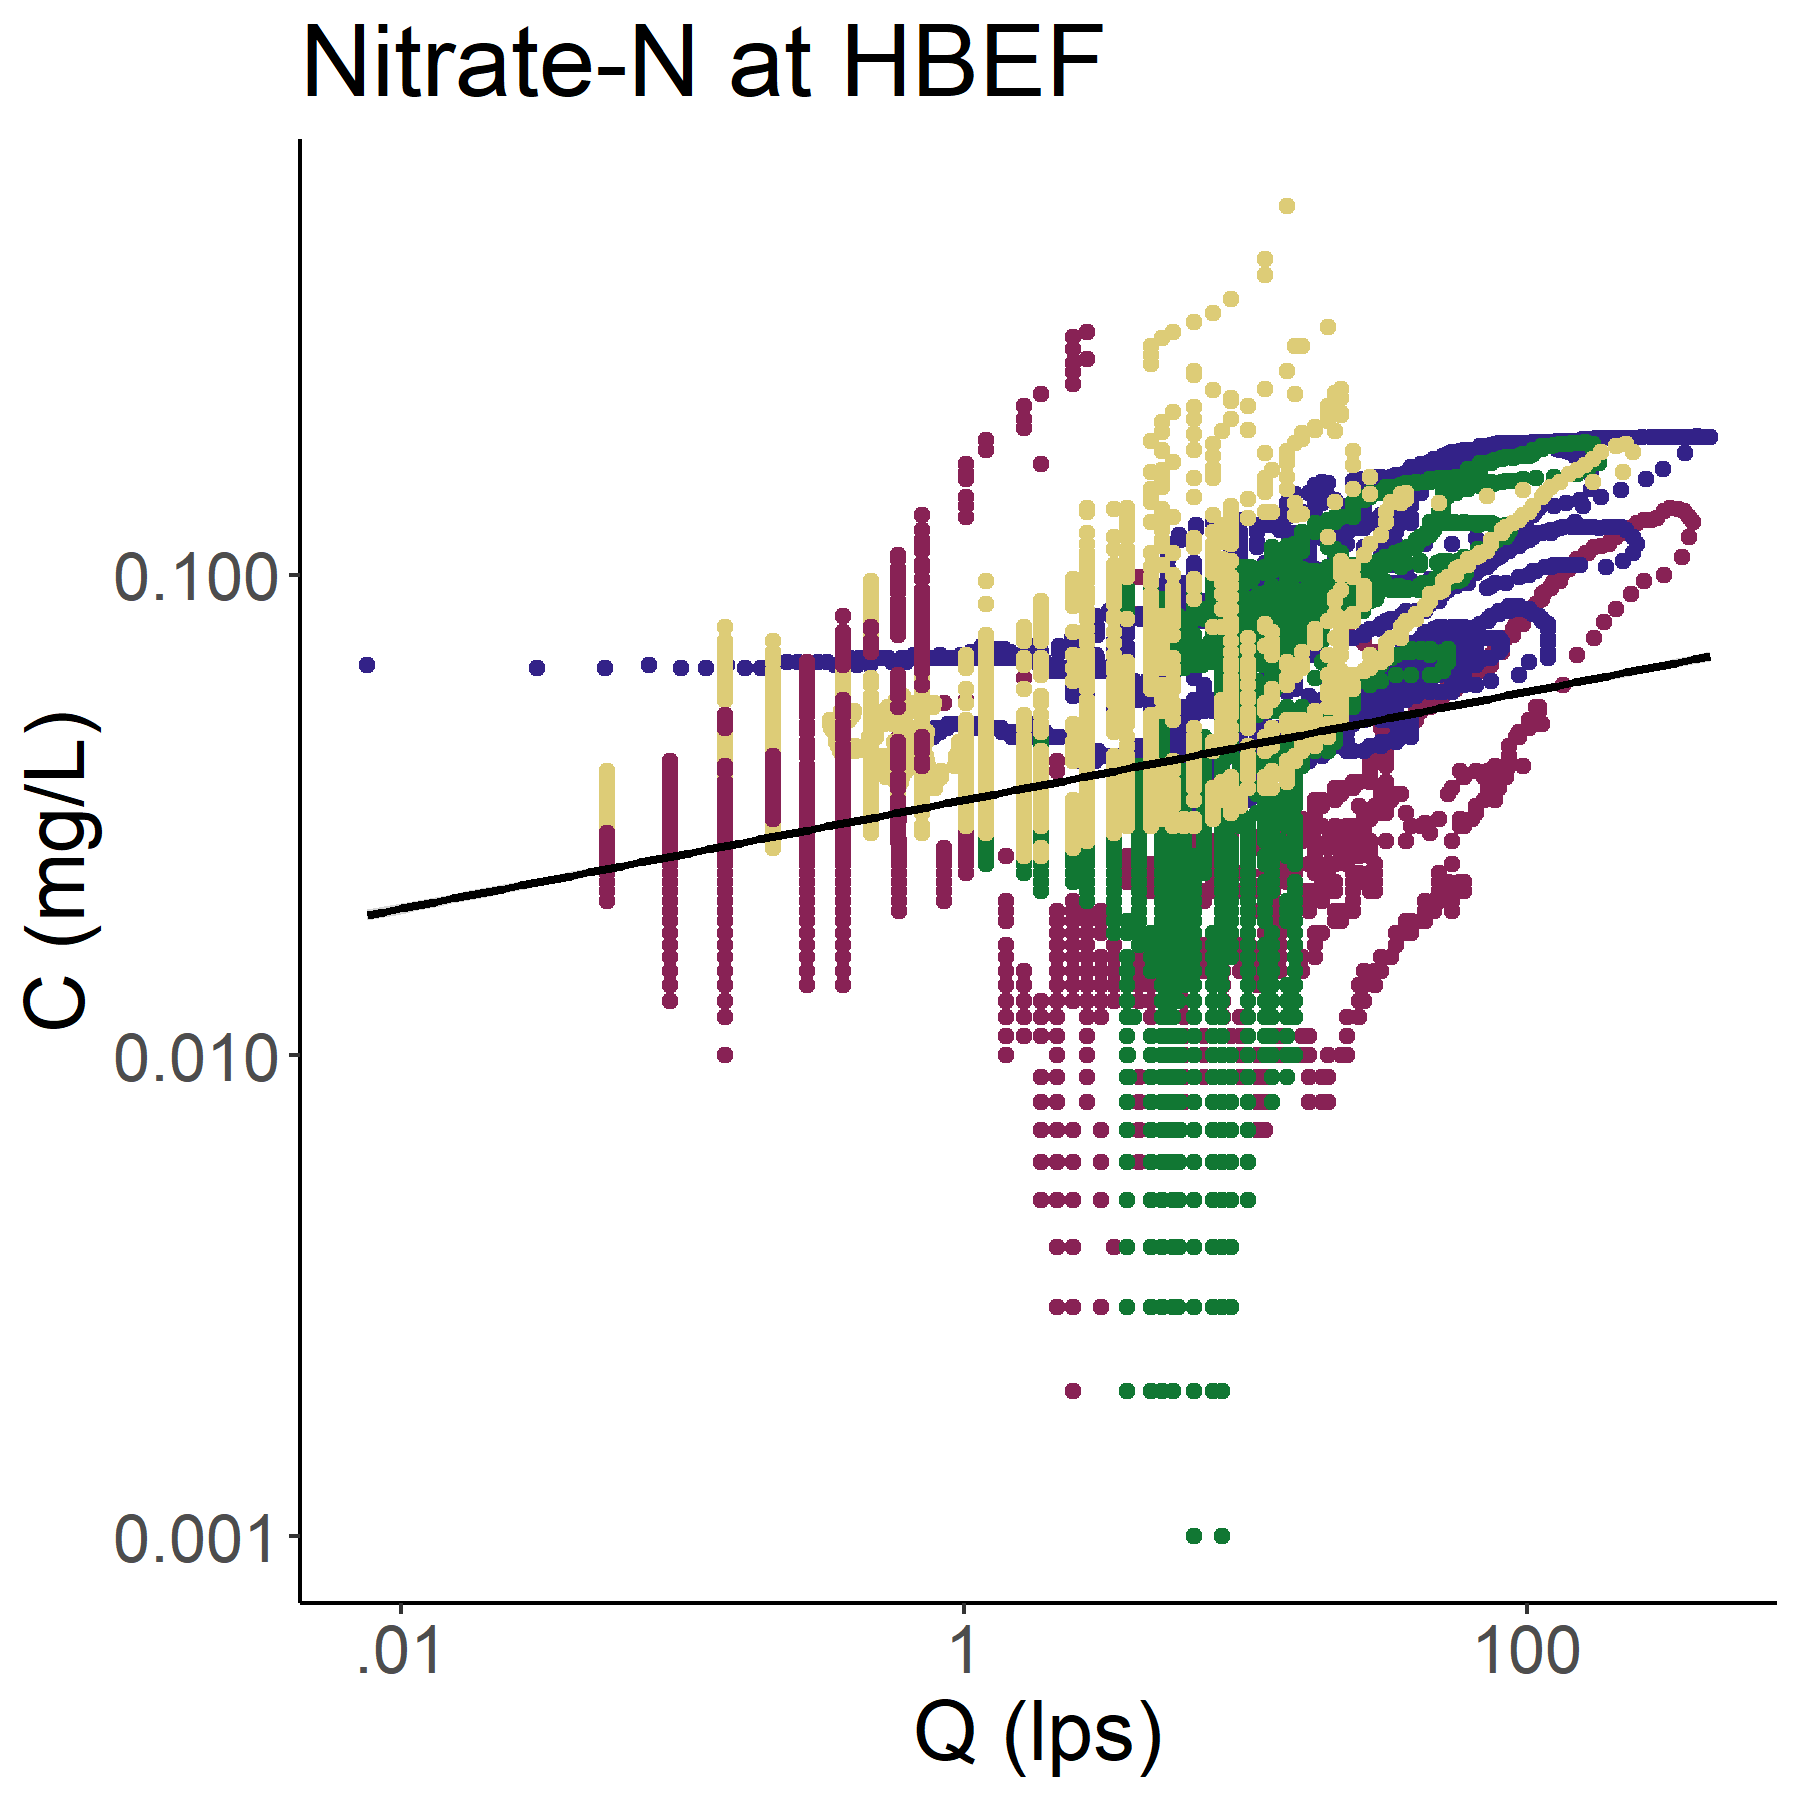 Nitrate-N at HBEF
C (mg/L)
0.100
0.010
0.001
.01 1 100
Q (lps)